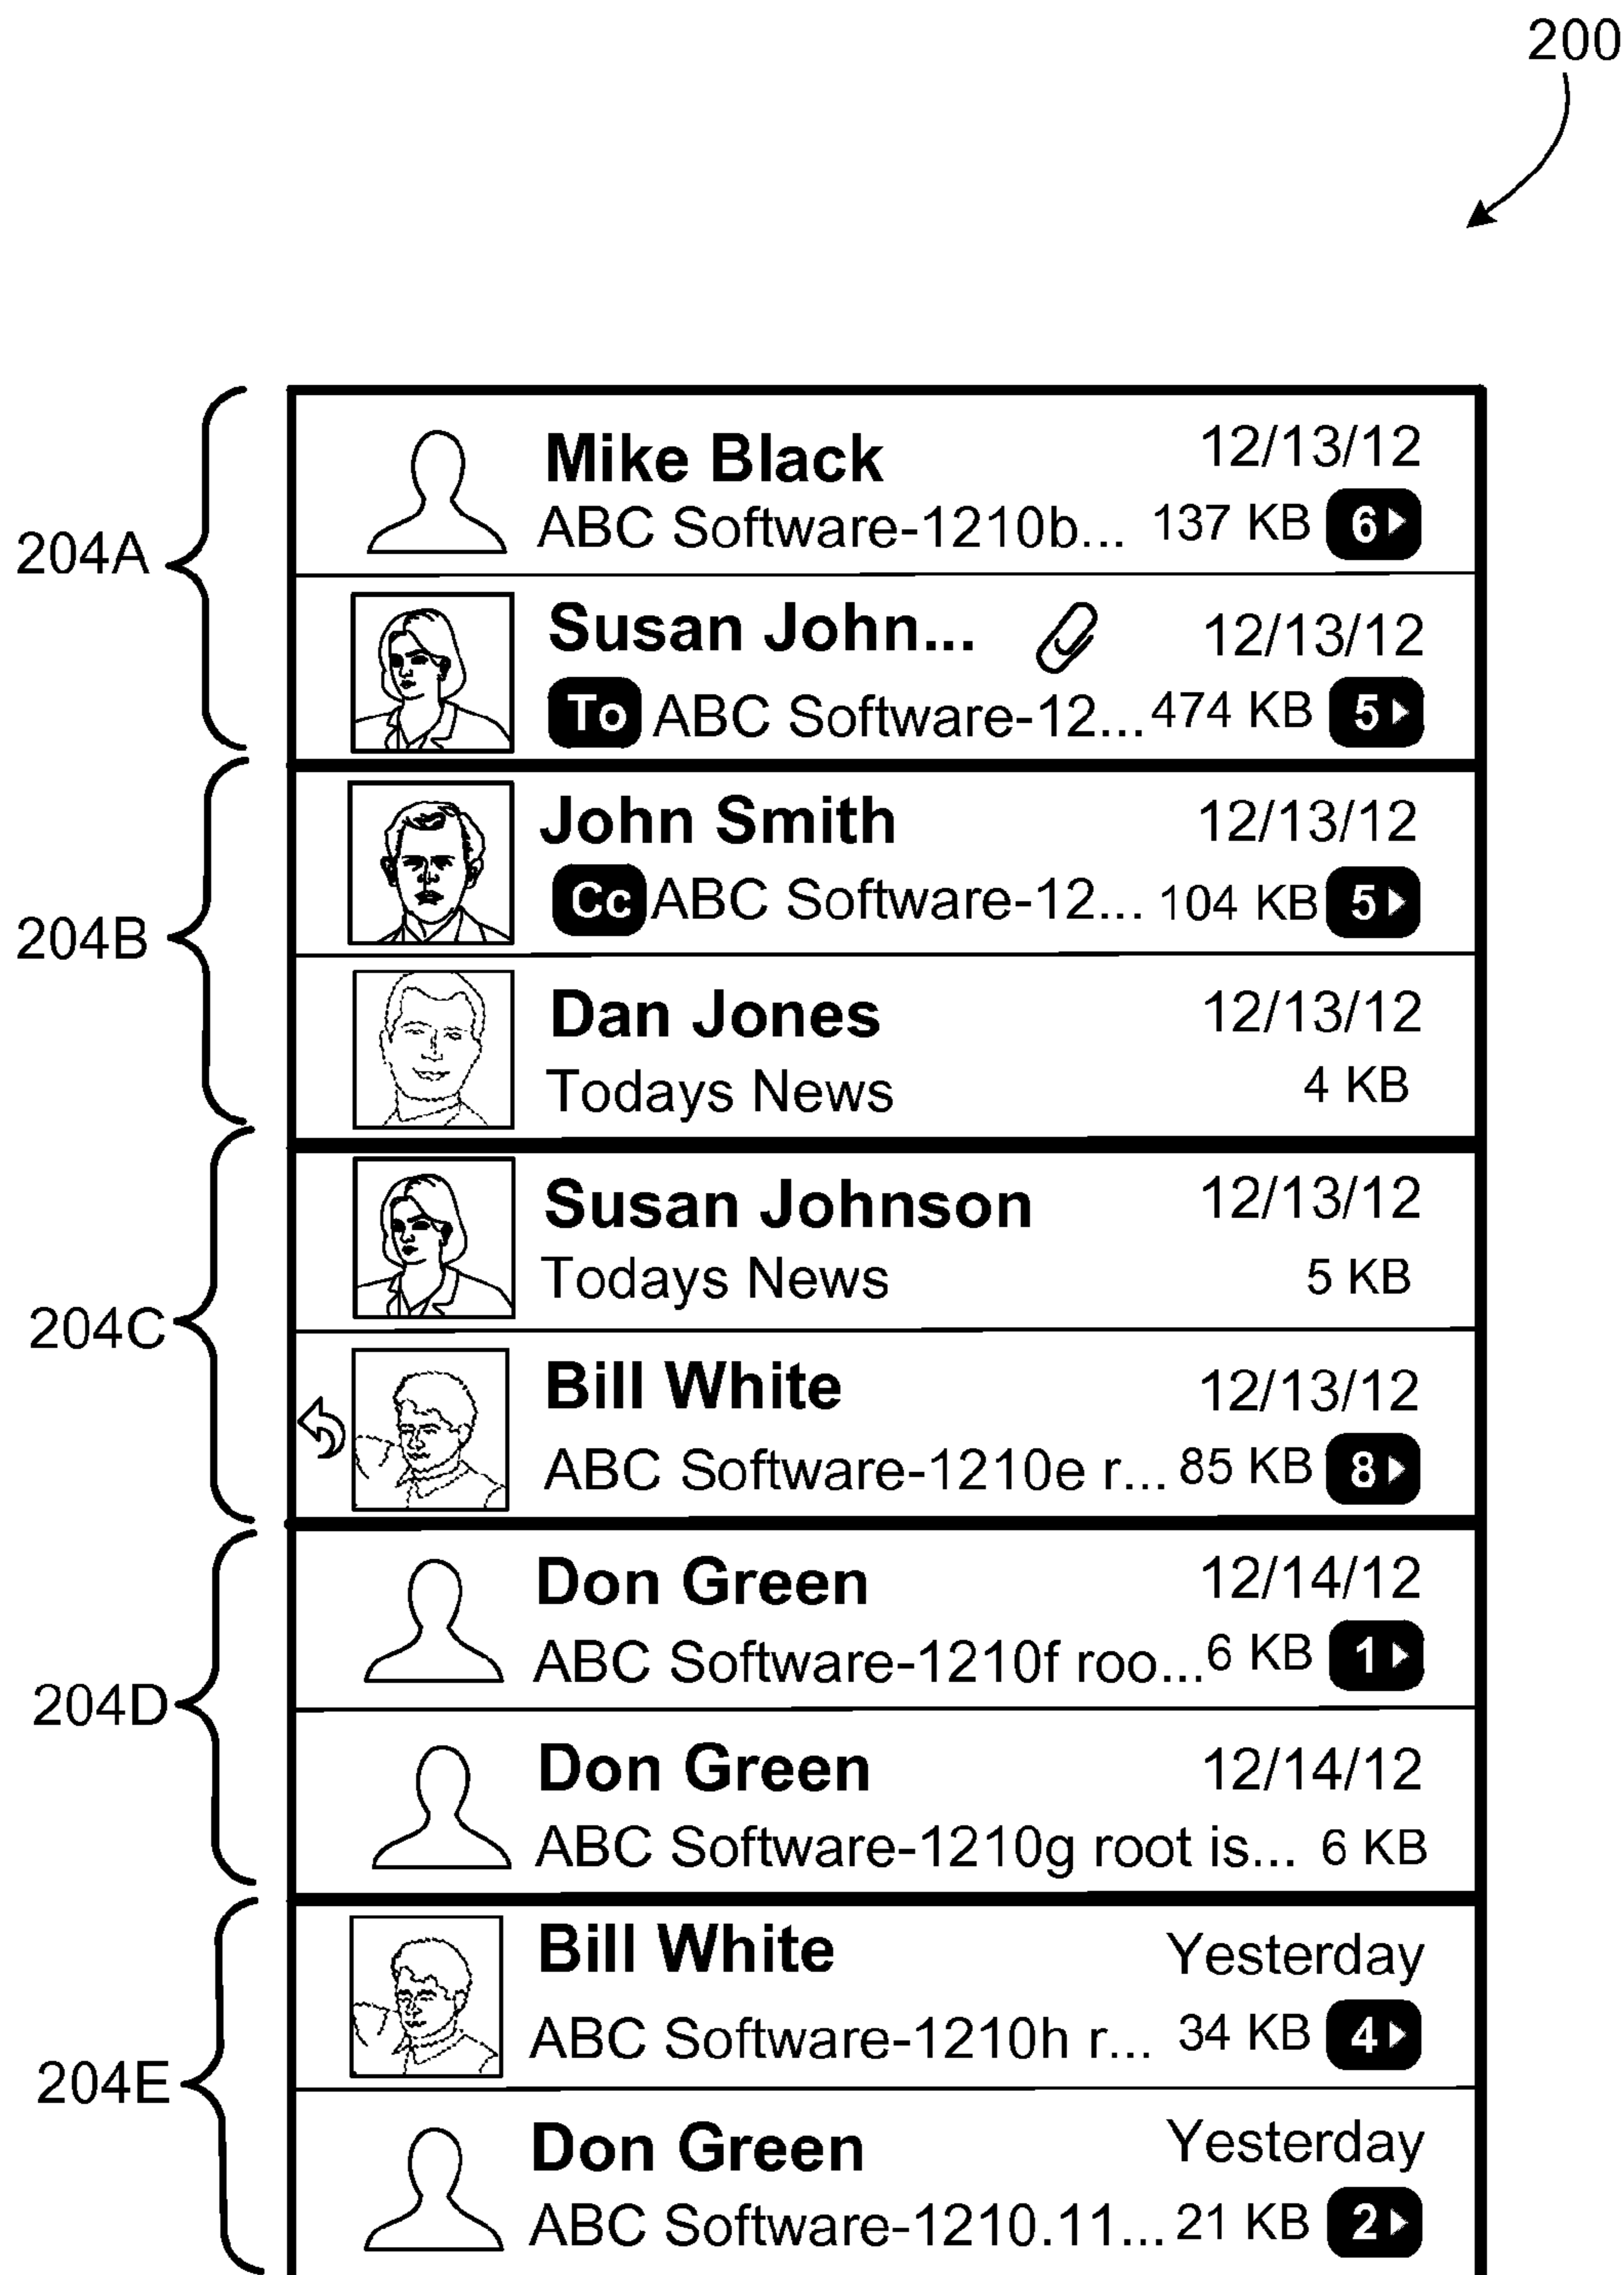 200
204A
Mike Black 12/13/12
ABC Software-1210b... 137 KB 6
Susan John... 12/13/12
To ABC Software-12... 474 KB 5
204B
John Smith 12/13/12
Cc ABC Software-12... 104 KB 5
Dan Jones 12/13/12
Todays News 4 KB
204C
Susan Johnson 12/13/12
Todays News 5 KB
Bill White 12/13/12
ABC Software-1210e r... 85 KB 8
204D
Don Green 12/14/12
ABC Software-1210f roo... 6 KB 1
Don Green 12/14/12
ABC Software-1210g root is... 6 KB
204E
Bill White Yesterday
ABC Software-1210h r... 34 KB 4
Don Green Yesterday
ABC Software-1210.11... 21 KB 2